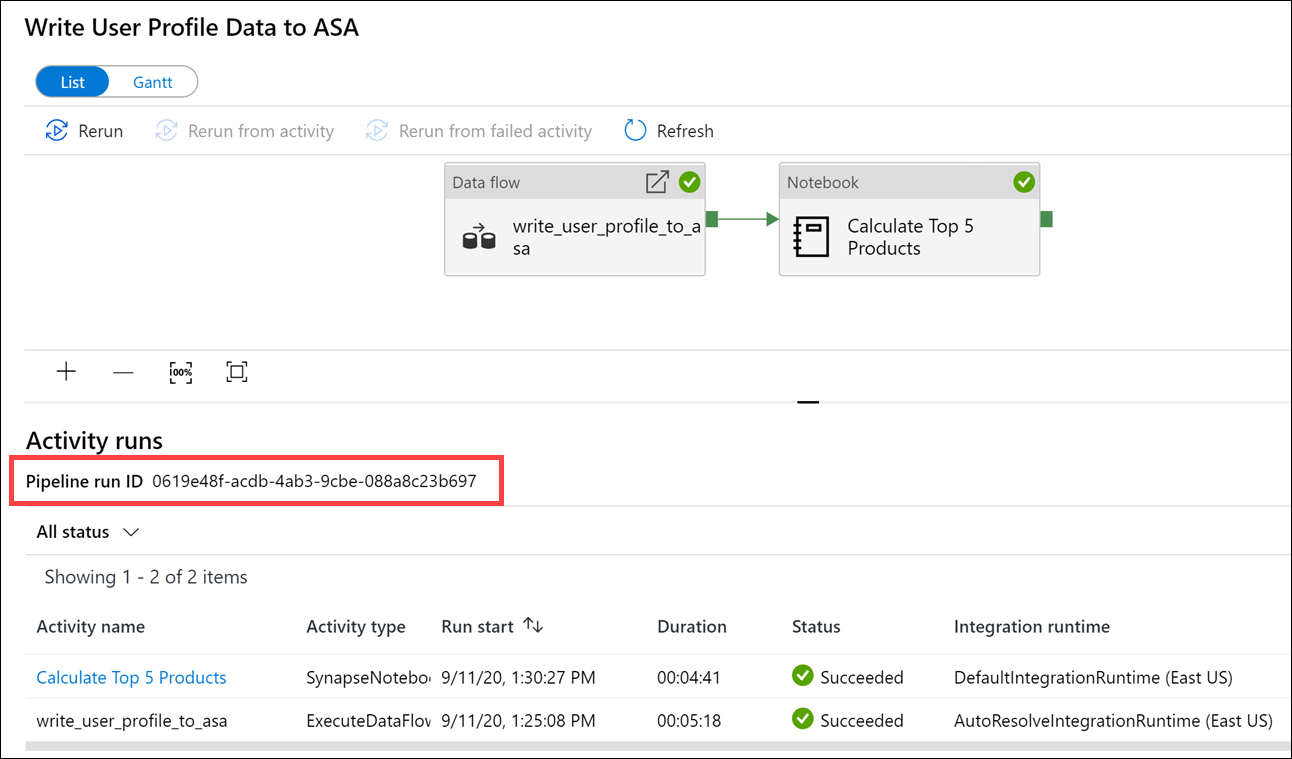 Write User Profile Data to ASA
List Gantt
Rerun Rerun from activity Rerun from failed activity Refresh
Data flow
write_user_profile_to_a
sa
Notebook
Calculate Top 5
Products
100%
Activity runs
Pipeline run ID 0619e48f-acdb-4ab3-9cbe-088a8c23b697
All status
Showing 1 - 2 of 2 items
Activity name Activity type Run start Duration Status Integration runtime
Calculate Top 5 Products SynapseNoteboo 9/11/20, 1:30:27 PM 00:04:41 Succeeded DefaultIntegrationRuntime (East US)
write_user_profile_to_asa ExecuteDataFlow 9/11/20, 1:25:08 PM 00:05:18 Succeeded AutoResolveIntegrationRuntime (East US)